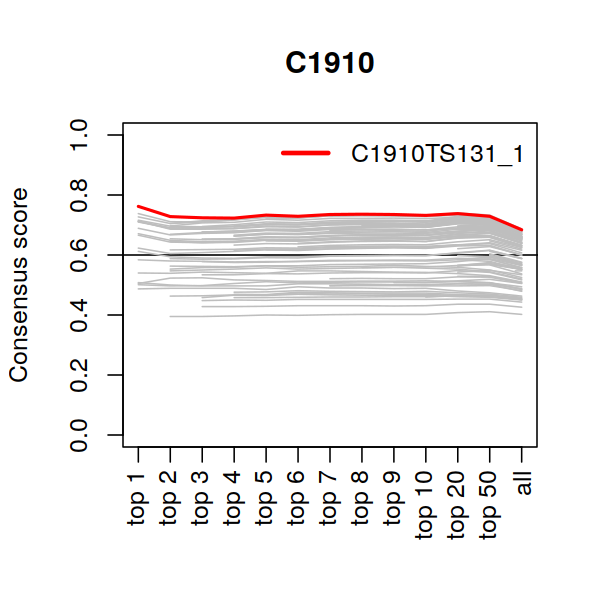 C1910
C1910TS131_1
Consensus score
1.0
0.8
0.6
0.4
0.2
0.0
top 1
top 2
top 3
top 4
top 5
top 6
top 7
top 8
top 9
top 10
top 20
top 50
all